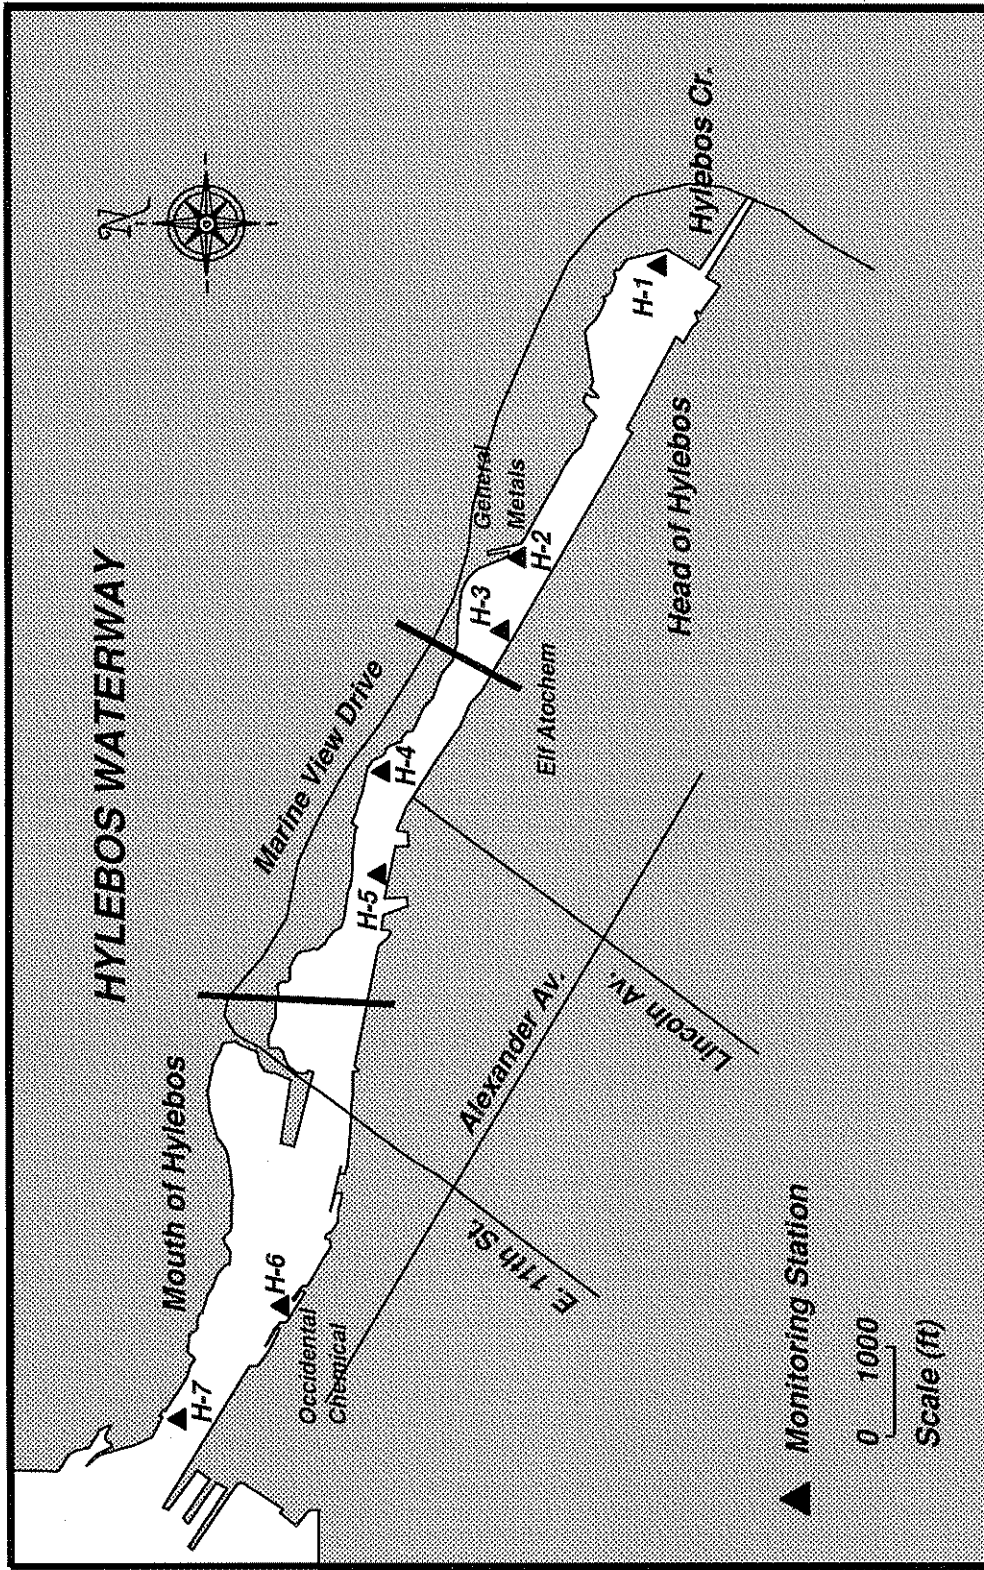 HYLEBOS WATERWAY
N
Mouth of Hylebos
Marine View Drive
General
Metals
Hylebos Cr.
H-7
H-6
H-5
H-4
H-3
H-2
H-1
Occidental
Chemical
Elf Atochem
Head of Hylebos
E. 11th St.
Alexander Av.
Lincoln Av.
Monitoring Station
0 1000
Scale (ft)